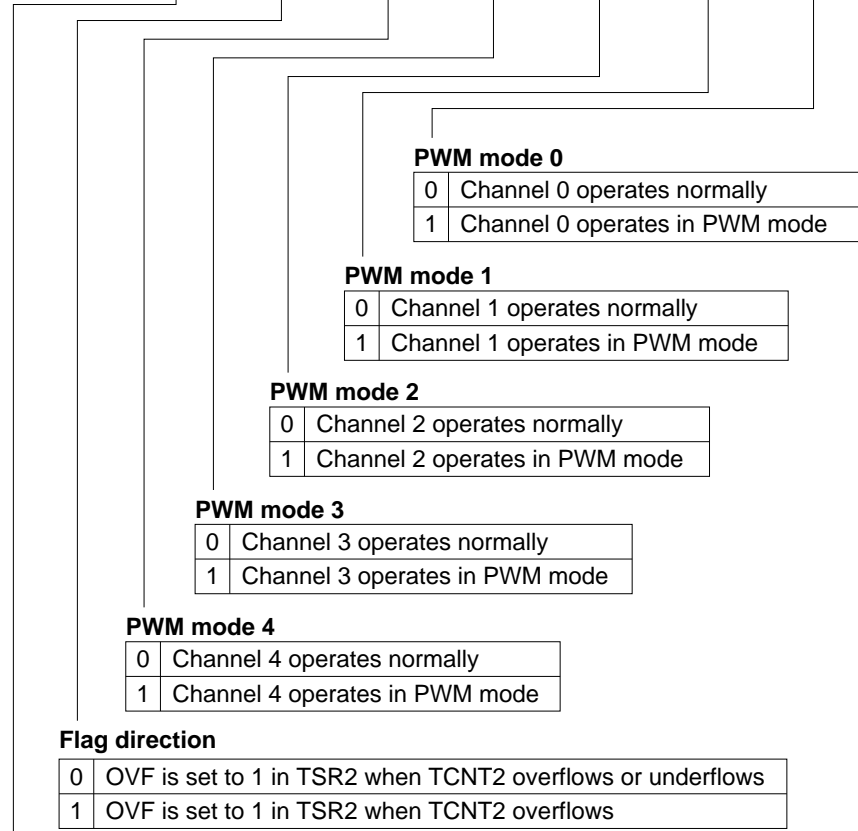 PWM mode 0
0 Channel 0 operates normally
1 Channel 0 operates in PWM mode
PWM mode 1
0 Channel 1 operates normally
1 Channel 1 operates in PWM mode
PWM mode 2
0 Channel 2 operates normally
1 Channel 2 operates in PWM mode
PWM mode 3
0 Channel 3 operates normally
1 Channel 3 operates in PWM mode
PWM mode 4
0 Channel 4 operates normally
1 Channel 4 operates in PWM mode
Flag direction
0 OVF is set to 1 in TSR2 when TCNT2 overflows or underflows
1 OVF is set to 1 in TSR2 when TCNT2 overflows